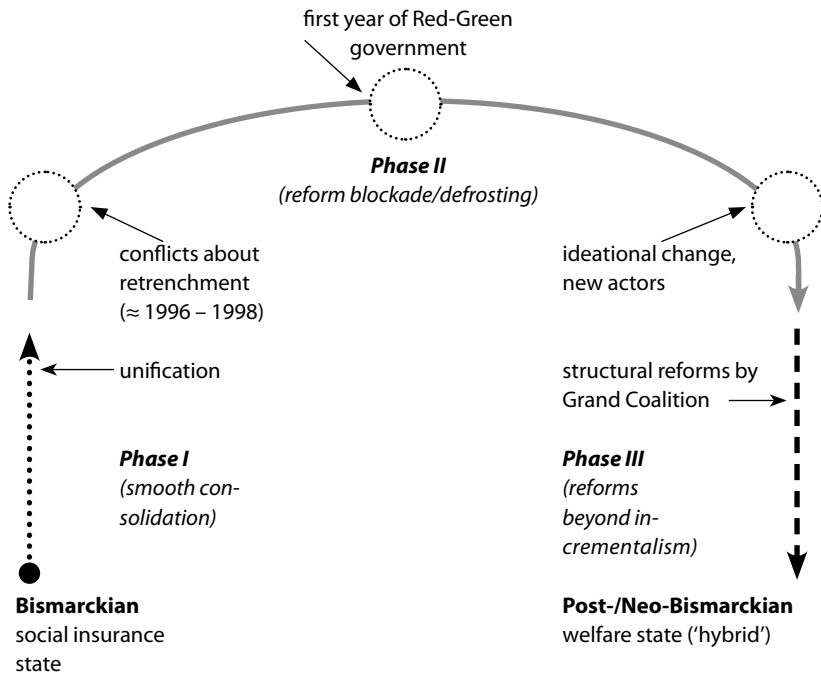 first year of Red-Green
government
Phase II
(reform blockade/defrosting)
conflicts about
retrenchment
(≈ 1996 – 1998)
ideational change,
new actors
unification
structural reforms by
Grand Coalition
Phase I
(smooth con-
solidation)
Phase III
(reforms
beyond in-
crementalism)
Bismarckian
social insurance
state
Post-/Neo-Bismarckian
welfare state (‘hybrid’)